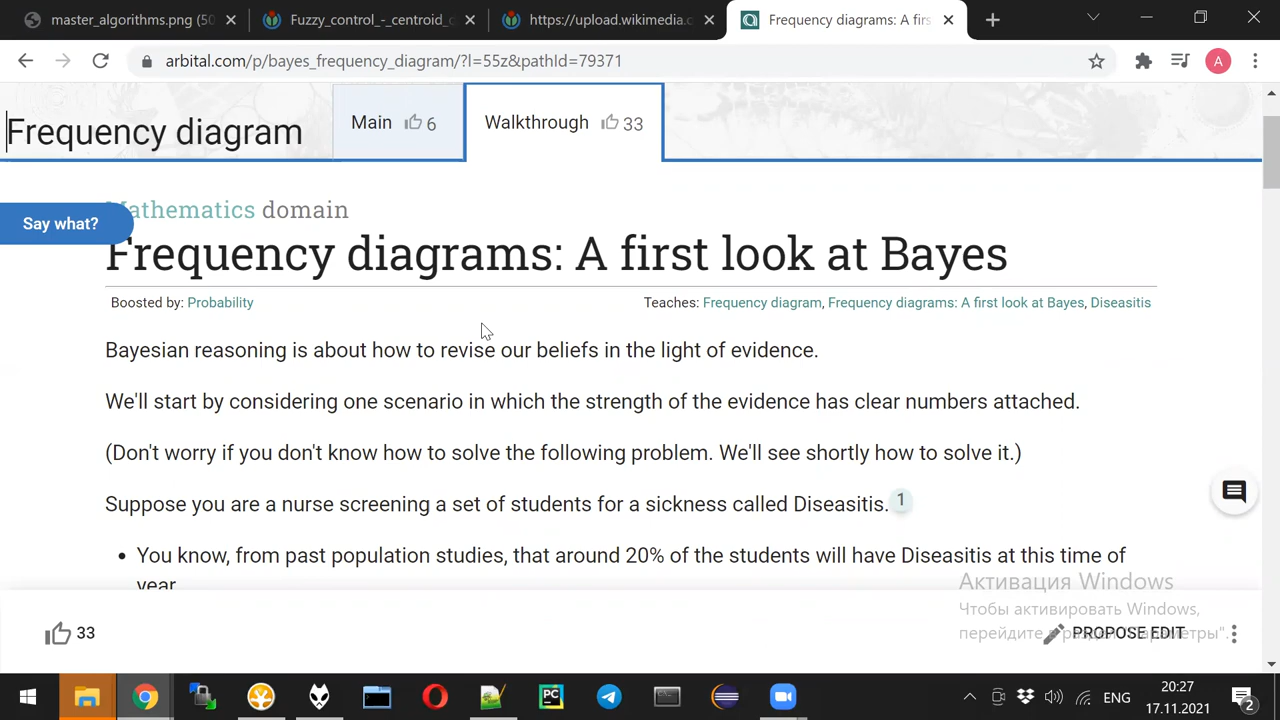 master_algorithms.png (50
Fuzzy_control_-_centroid_c
https://upload.wikimedia.c
Frequency diagrams: A firs
arbital.com/p/bayes_frequency_diagram/?l=55z&pathId=79371
A
Frequency diagram
Main 6
Walkthrough 33
Mathematics domain
Say what?
Frequency diagrams: A first look at Bayes
Boosted by: Probability
Teaches: Frequency diagram, Frequency diagrams: A first look at Bayes, Diseasitis
Bayesian reasoning is about how to revise our beliefs in the light of evidence.
We'll start by considering one scenario in which the strength of the evidence has clear numbers attached.
(Don't worry if you don't know how to solve the following problem. We'll see shortly how to solve it.)
Suppose you are a nurse screening a set of students for a sickness called Diseasitis. 1
• You know, from past population studies, that around 20% of the students will have Diseasitis at this time of
year.
Активация Windows
Чтобы активировать Windows,
перейдите в раздел "Параметры".
33
PROPOSE EDIT
PC
ENG
20:27
17.11.2021
2